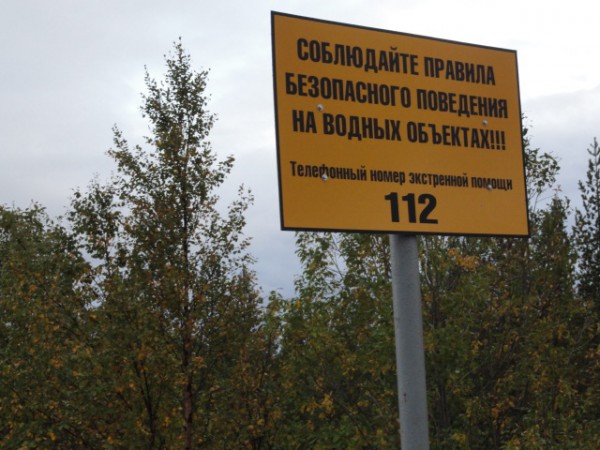 СОБЛЮДАЙТЕ ПРАВИЛА
БЕЗОПАСНОГО ПОВЕДЕНИЯ
НА ВОДНЫХ ОБЪЕКТАХ!!!
Телефонный номер экстренной помощи
112